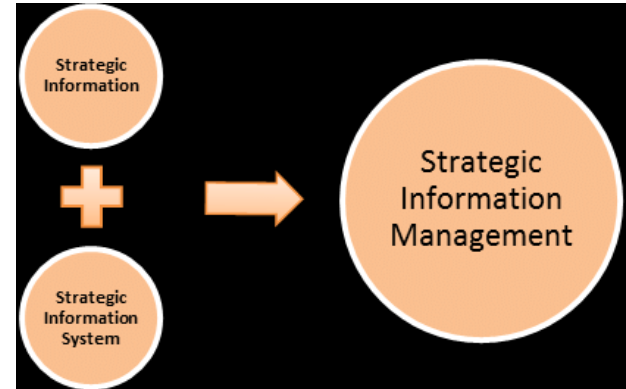 Strategic
Information
Strategic
Information
System
Strategic
Information
Management